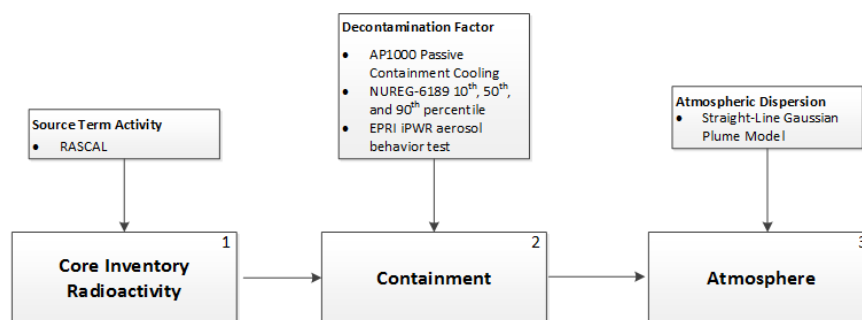 Decontamination Factor
• AP1000 Passive
Containment Cooling
• NUREG-6189 10th, 50th,
and 90th percentile
• EPRI iPWR aerosol
behavior test
Atmospheric Dispersion
• Straight-Line Gaussian
Plume Model
Source Term Activity
• RASCAL
1
Core Inventory
Radioactivity
2
Containment
3
Atmosphere